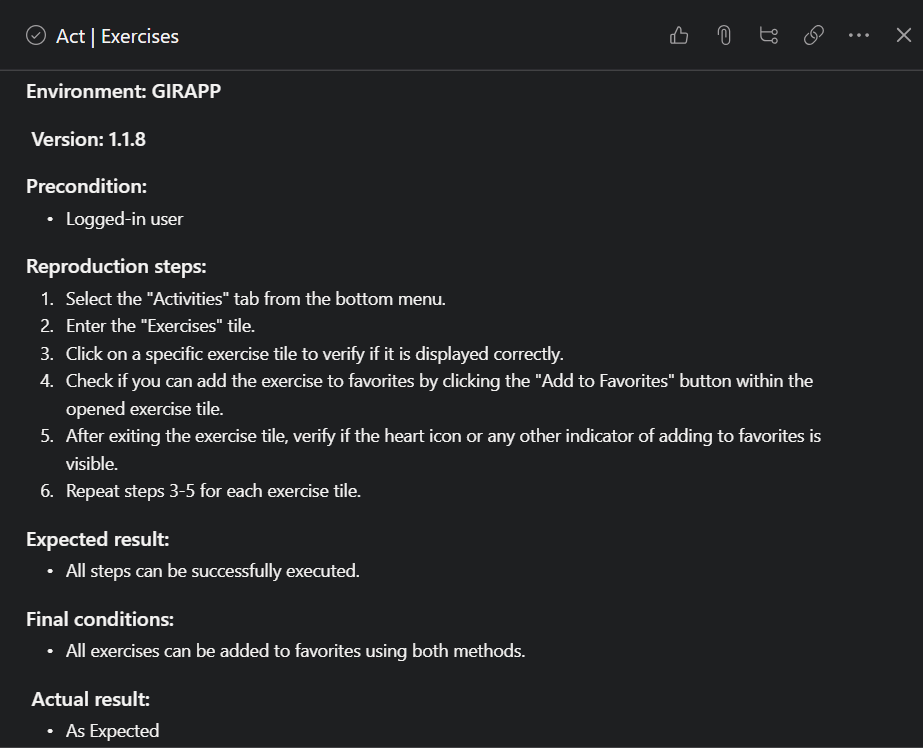 Act | Exercises
Environment: GIRAPP
Version: 1.1.8
Precondition:
• Logged-in user
Reproduction steps:
1. Select the "Activities" tab from the bottom menu.
2. Enter the "Exercises" tile.
3. Click on a specific exercise tile to verify if it is displayed correctly.
4. Check if you can add the exercise to favorites by clicking the "Add to Favorites" button within the
opened exercise tile.
5. After exiting the exercise tile, verify if the heart icon or any other indicator of adding to favorites is
visible.
6. Repeat steps 3-5 for each exercise tile.
Expected result:
• All steps can be successfully executed.
Final conditions:
• All exercises can be added to favorites using both methods.
Actual result:
• As Expected